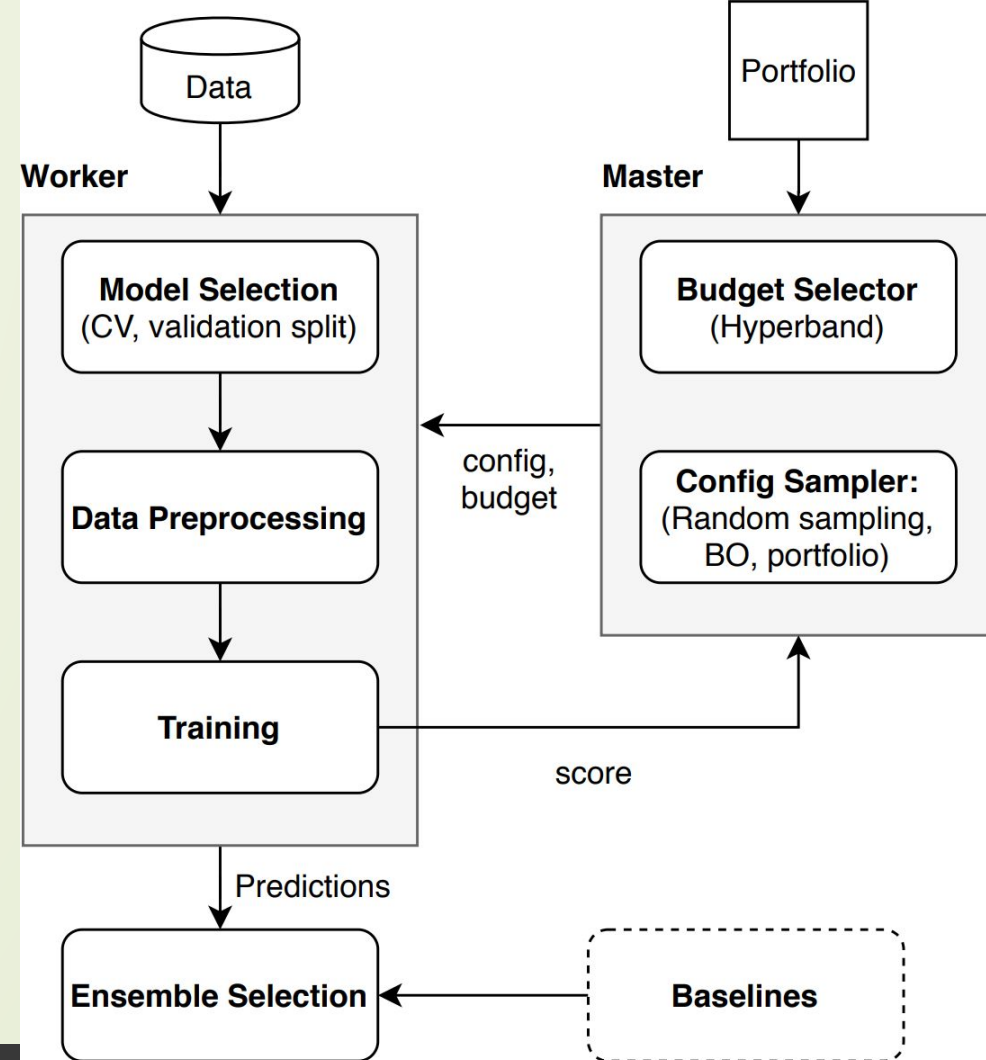 Data
Portfolio
Worker
Master
Model Selection
(CV, validation split)
Budget Selector
(Hyperband)
config,
budget
Data Preprocessing
Config Sampler:
(Random sampling,
BO, portfolio)
Training
score
Predictions
Ensemble Selection
Baselines